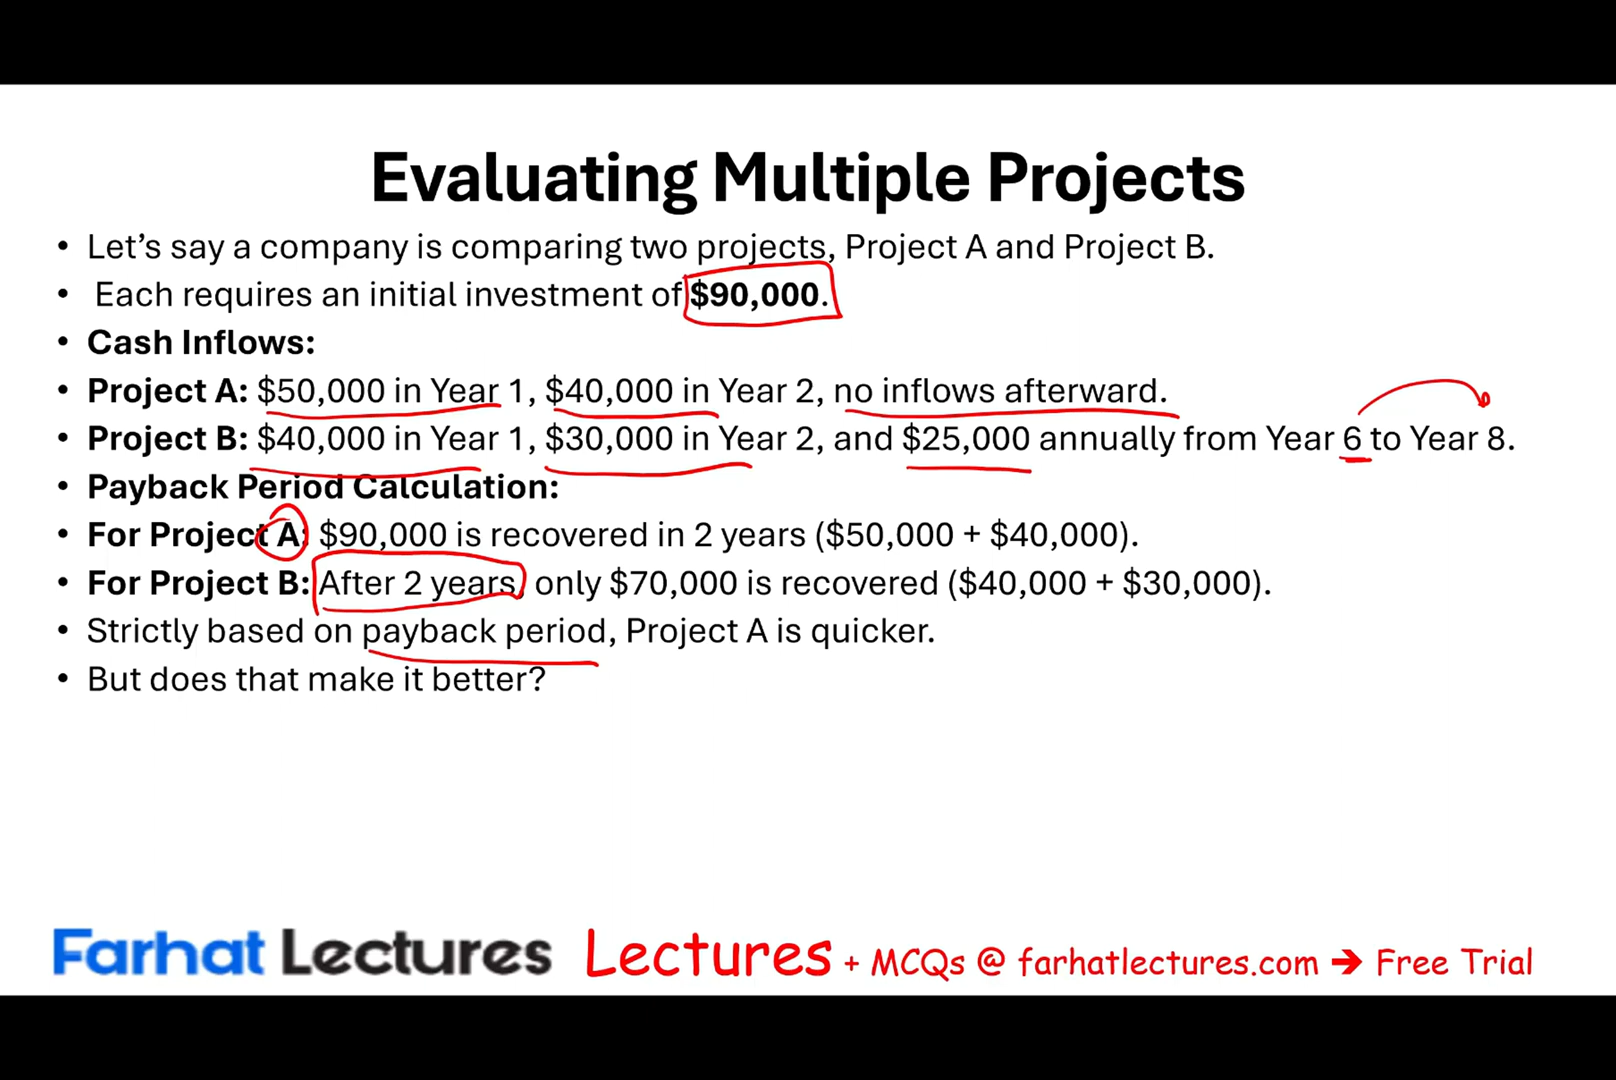 Evaluating Multiple Projects
• Let’s say a company is comparing two projects, Project A and Project B.
• Each requires an initial investment of $90,000.
• Cash Inflows:
• Project A: $50,000 in Year 1, $40,000 in Year 2, no inflows afterward.
• Project B: $40,000 in Year 1, $30,000 in Year 2, and $25,000 annually from Year 6 to Year 8.
• Payback Period Calculation:
• For Project A: $90,000 is recovered in 2 years ($50,000 + $40,000).
• For Project B: After 2 years, only $70,000 is recovered ($40,000 + $30,000).
• Strictly based on payback period, Project A is quicker.
• But does that make it better?
Farhat Lectures Lectures + MCQs @ farhatlectures.com → Free Trial